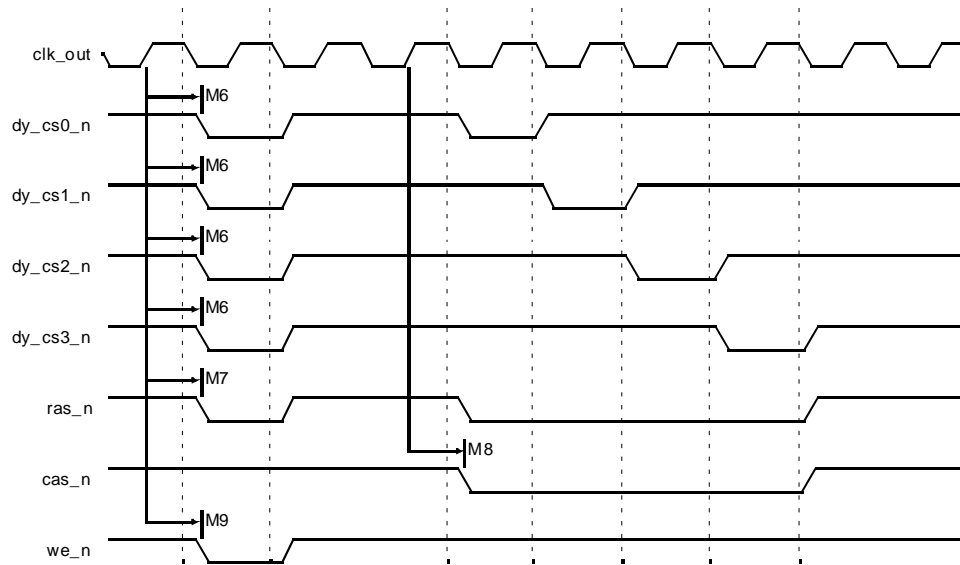 clk_out
M6
dy_cs0_n
M6
dy_cs1_n
M6
dy_cs2_n
M6
dy_cs3_n
M7
ras_n
M8
cas_n
M9
we_n